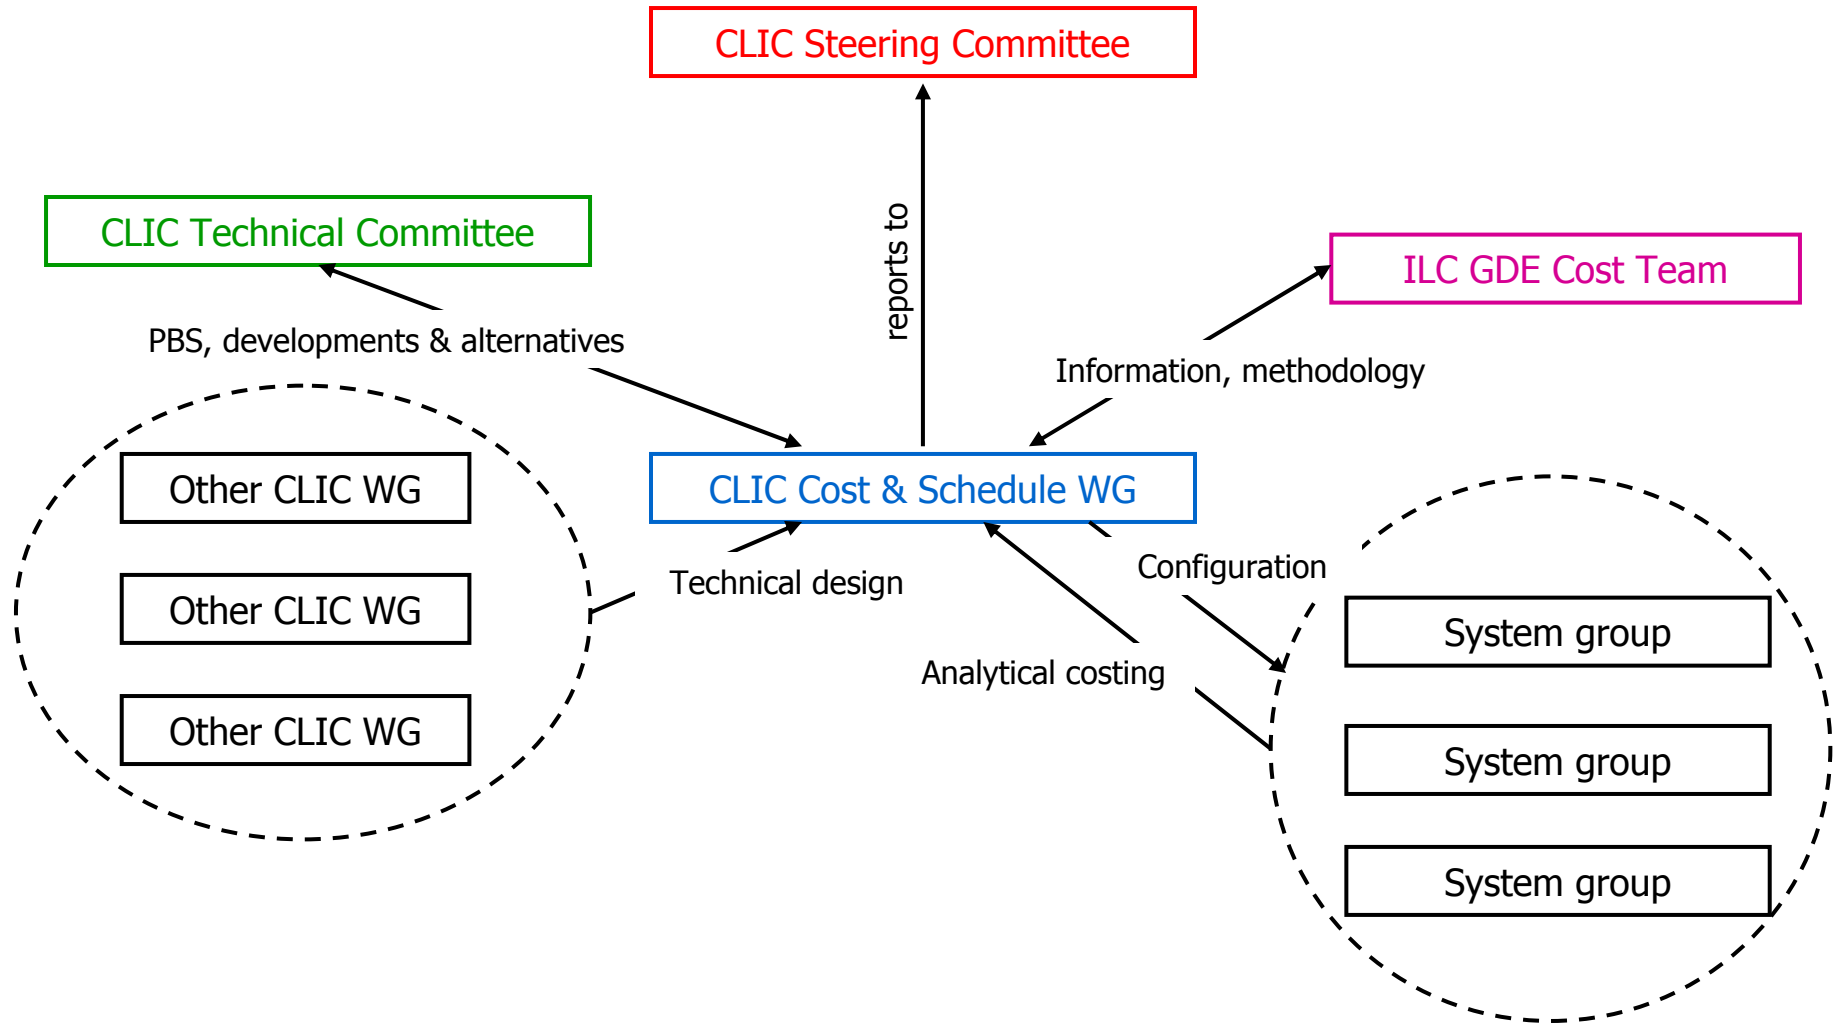 CLIC Steering Committee
CLIC Technical Committee
reports to
ILC GDE Cost Team
PBS, developments & alternatives
Information, methodology
Other CLIC WG
CLIC Cost & Schedule WG
Configuration
Technical design
Other CLIC WG
System group
Analytical costing
Other CLIC WG
System group
System group